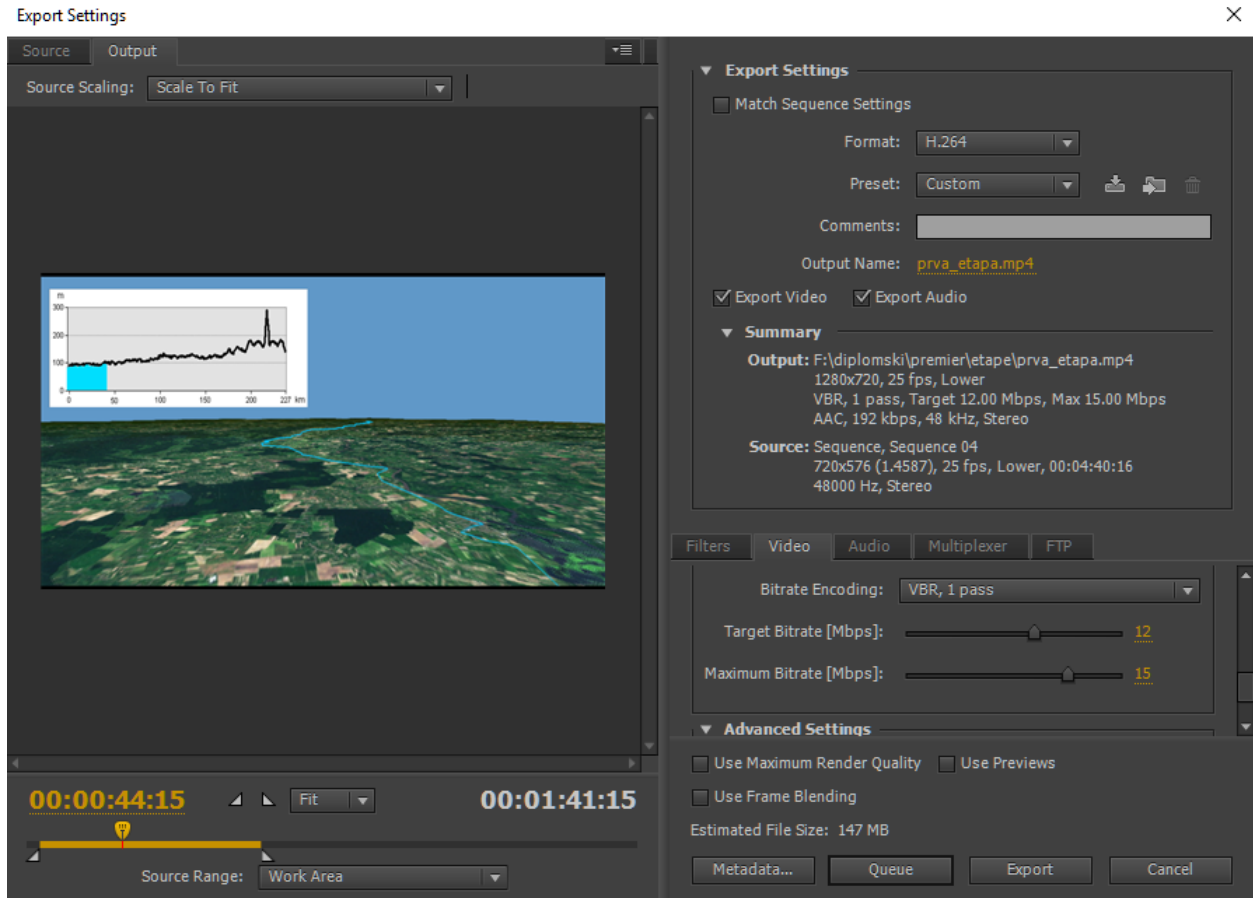 Export Settings
Source Output
Source Scaling: Scale To Fit
m
300
200
100
0
0 50 100 150 200 227 km
00:00:44:15 Fit 00:01:41:15
Source Range: Work Area
Export Settings
Match Sequence Settings
Format: H.264
Preset: Custom
Comments:
Output Name: prva_etapa.mp4
Export Video Export Audio
Summary
Output: F:\diplomski\premier\etape\prva_etapa.mp4
1280x720, 25 fps, Lower
VBR, 1 pass, Target 12.00 Mbps, Max 15.00 Mbps
AAC, 192 kbps, 48 kHz, Stereo
Source: Sequence, Sequence 04
720x576 (1.4587), 25 fps, Lower, 00:04:40:16
48000 Hz, Stereo
Filters Video Audio Multiplexer FTP
Bitrate Encoding: VBR, 1 pass
Target Bitrate [Mbps]: 12
Maximum Bitrate [Mbps]: 15
Advanced Settings
Use Maximum Render Quality Use Previews
Use Frame Blending
Estimated File Size: 147 MB
Metadata... Queue Export Cancel